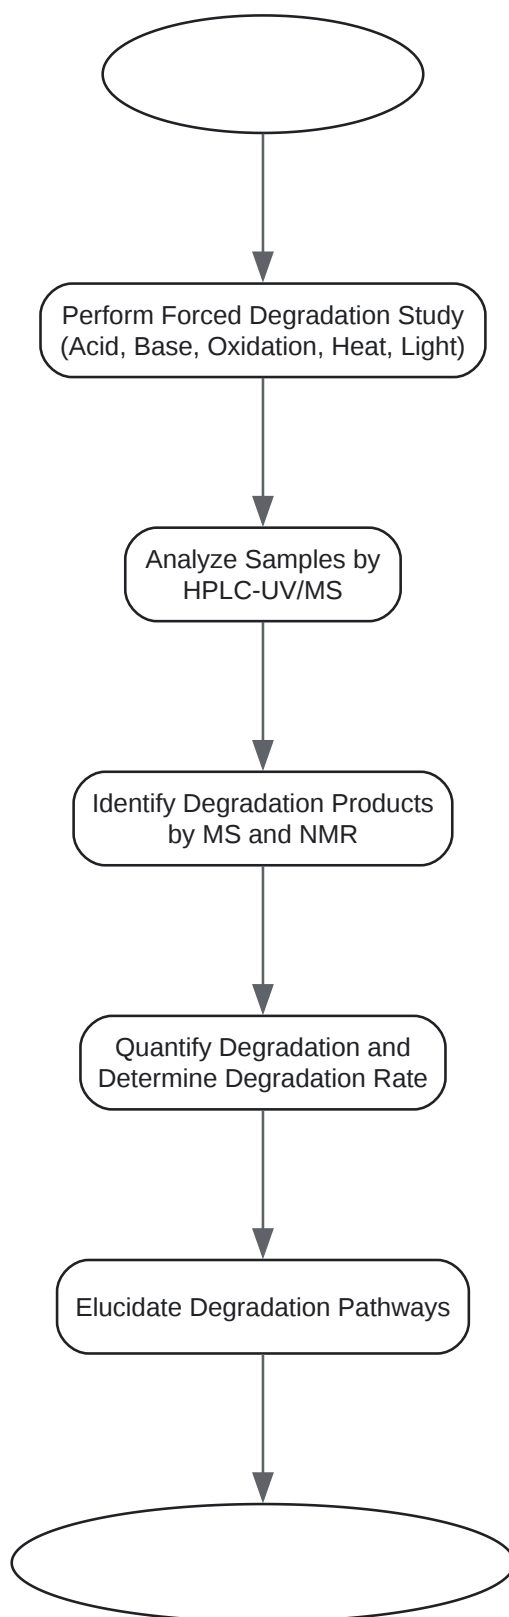 Perform Forced Degradation Study
(Acid, Base, Oxidation, Heat, Light)
Analyze Samples by
HPLC-UV/MS
Identify Degradation Products
by MS and NMR
Quantify Degradation and
Determine Degradation Rate
Elucidate Degradation Pathways